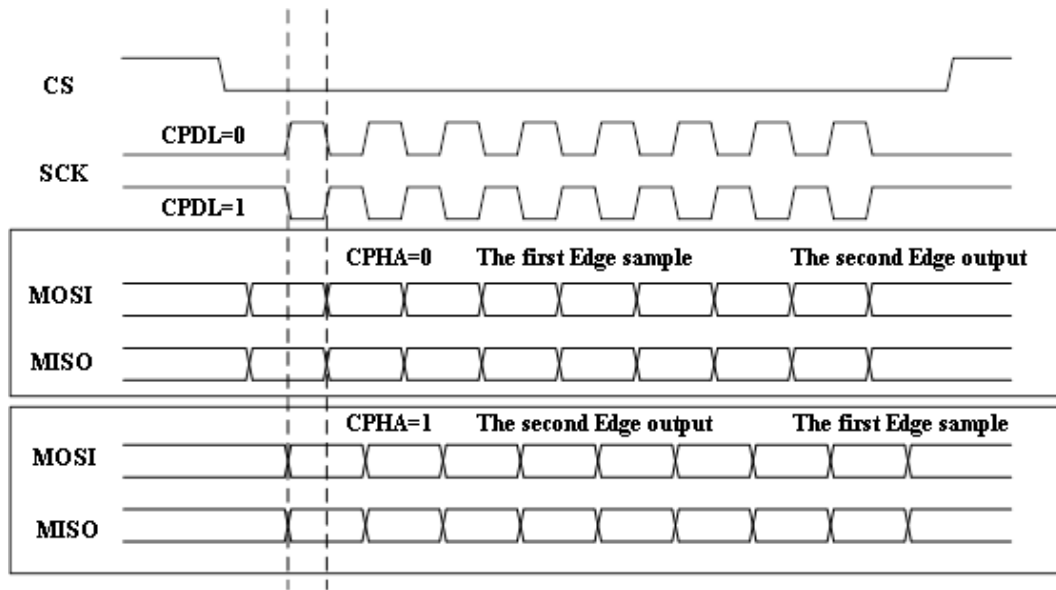 CS
CPDL=0
SCK
CPDL=1
CPHA=0 The first Edge sample The second Edge output
MOSI
MISO
CPHA=1 The second Edge output The first Edge sample
MOSI
MISO